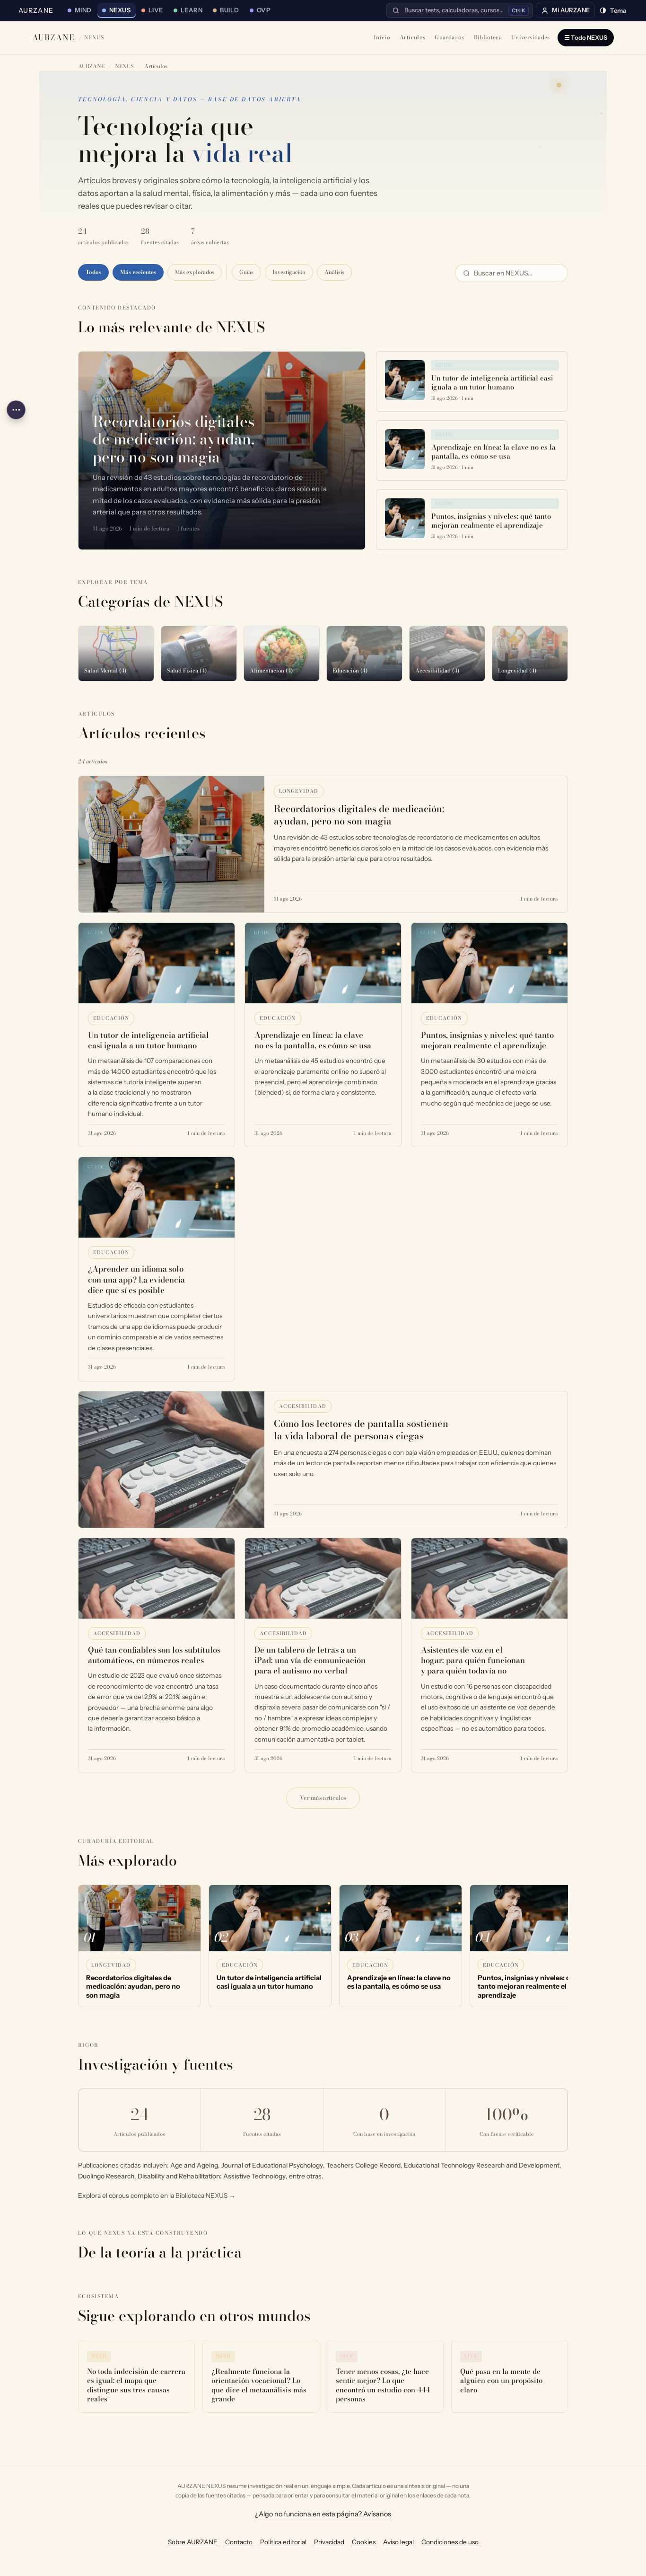 AURZANE MIND NEXUS LIVE LEARN BUILD OVP Buscar tests, calculadoras, cursos... Ctrl K Mi AURZANE Tema
AURZANE / NEXUS Inicio Artículos Guardados Biblioteca Universidades ☰ Todo NEXUS
AURZANE NEXUS Artículos
TECNOLOGÍA, CIENCIA Y DATOS — BASE DE DATOS ABIERTA
Tecnología que
mejora la vida real
Artículos breves y originales sobre cómo la tecnología, la inteligencia artificial y los
datos aportan a la salud mental, física, la alimentación y más — cada uno con fuentes
reales que puedes revisar o citar.
24 28 7
artículos publicados fuentes citadas áreas cubiertas
Todos Más recientes Más explorados Guías Investigación Análisis Buscar en NEXUS...
CONTENIDO DESTACADO
Lo más relevante de NEXUS
Recordatorios digitales
de medicación: ayudan,
pero no son magia
Una revisión de 43 estudios sobre tecnologías de recordatorio de
medicamentos en adultos mayores encontró beneficios claros solo en la
mitad de los casos evaluados, con evidencia más sólida para la presión
arterial que para otros resultados.
31 ago 2026 1 min de lectura 1 fuentes
Un tutor de inteligencia artificial casi
iguala a un tutor humano
31 ago 2026 · 1 min
Aprendizaje en línea: la clave no es la
pantalla, es cómo se usa
31 ago 2026 · 1 min
Puntos, insignias y niveles: qué tanto
mejoran realmente el aprendizaje
31 ago 2026 · 1 min
EXPLORAR POR TEMA
Categorías de NEXUS
Salud Mental (4) Salud Física (4) Alimentación (4) Educación (4) Accesibilidad (4) Longevidad (4)
ARTÍCULOS
Artículos recientes
24 artículos
LONGEVIDAD
Recordatorios digitales de medicación:
ayudan, pero no son magia
Una revisión de 43 estudios sobre tecnologías de recordatorio de medicamentos en adultos
mayores encontró beneficios claros solo en la mitad de los casos evaluados, con evidencia más
sólida para la presión arterial que para otros resultados.
31 ago 2026 1 min de lectura
GUIDE
EDUCACIÓN
Un tutor de inteligencia artificial
casi iguala a un tutor humano
Un metaanálisis de 107 comparaciones con
más de 14.000 estudiantes encontró que los
sistemas de tutoría inteligente superan
a la clase tradicional y no mostraron
diferencia significativa frente a un tutor
humano individual.
31 ago 2026 1 min de lectura
GUIDE
EDUCACIÓN
Aprendizaje en línea: la clave
no es la pantalla, es cómo se usa
Un metaanálisis de 45 estudios encontró que
el aprendizaje puramente online no superó al
presencial, pero el aprendizaje combinado
(blended) sí, de forma clara y consistente.
31 ago 2026 1 min de lectura
GUIDE
EDUCACIÓN
Puntos, insignias y niveles: qué tanto
mejoran realmente el aprendizaje
Un metaanálisis de 30 estudios con más de
3.000 estudiantes encontró una mejora
pequeña a moderada en el aprendizaje gracias
a la gamificación, aunque el efecto varía
mucho según qué mecánica de juego se use.
31 ago 2026 1 min de lectura
GUIDE
EDUCACIÓN
¿Aprender un idioma solo
con una app? La evidencia
dice que sí es posible
Estudios de eficacia con estudiantes
universitarios muestran que completar ciertos
tramos de una app de idiomas puede producir
un dominio comparable al de varios semestres
de clases presenciales.
31 ago 2026 1 min de lectura
ACCESIBILIDAD
Cómo los lectores de pantalla sostienen
la vida laboral de personas ciegas
En una encuesta a 274 personas ciegas o con baja visión empleadas en EE.UU., quienes dominan
más de un lector de pantalla reportan menos dificultades para trabajar con eficiencia que quienes
usan solo uno.
31 ago 2026 1 min de lectura
ACCESIBILIDAD
Qué tan confiables son los subtítulos
automáticos, en números reales
Un estudio de 2023 que evaluó once sistemas
de reconocimiento de voz encontró una tasa
de error que va del 2,9% al 20,1% según el
proveedor — una brecha enorme para algo
que debería garantizar acceso básico a
la información.
31 ago 2026 1 min de lectura
ACCESIBILIDAD
De un tablero de letras a un
iPad: una vía de comunicación
para el autismo no verbal
Un caso documentado durante cinco años
muestra a un adolescente con autismo y
dispraxia severa pasar de comunicarse con "sí /
no / hambre" a expresar ideas complejas y
obtener 91% de promedio académico, usando
comunicación aumentativa por tablet.
31 ago 2026 1 min de lectura
ACCESIBILIDAD
Asistentes de voz en el
hogar: para quién funcionan
y para quién todavía no
Un estudio con 16 personas con discapacidad
motora, cognitiva o de lenguaje encontró que
el uso exitoso de un asistente de voz depende
de habilidades cognitivas y lingüísticas
específicas — no es automático para todos.
31 ago 2026 1 min de lectura
Ver más artículos
CURADURÍA EDITORIAL
Más explorado
01
LONGEVIDAD
Recordatorios digitales de
medicación: ayudan, pero no
son magia
02
EDUCACIÓN
Un tutor de inteligencia artificial
casi iguala a un tutor humano
03
EDUCACIÓN
Aprendizaje en línea: la clave no
es la pantalla, es cómo se usa
04
EDUCACIÓN
Puntos, insignias y niveles:
tanto mejoran realmente el
aprendizaje
RIGOR
Investigación y fuentes
24 28 0 100%
Artículos publicados Fuentes citadas Con base en investigación Con fuente verificable
Publicaciones citadas incluyen: Age and Ageing, Journal of Educational Psychology, Teachers College Record, Educational Technology Research and Development,
Duolingo Research, Disability and Rehabilitation: Assistive Technology, entre otras.
Explora el corpus completo en la Biblioteca NEXUS →
LO QUE NEXUS YA ESTÁ CONSTRUYENDO
De la teoría a la práctica
ECOSISTEMA
Sigue explorando en otros mundos
No toda indecisión de carrera
es igual: el mapa que
distingue sus tres causas
reales
¿Realmente funciona la
orientación vocacional? Lo
que dice el metaanálisis más
grande
Tener menos cosas, ¿te hace
sentir mejor? Lo que
encontró un estudio con 444
personas
Qué pasa en la mente de
alguien con un propósito
claro
AURZANE NEXUS resume investigación real en un lenguaje simple. Cada artículo es una síntesis original — no una
copia de las fuentes citadas — pensada para orientar y para consultar el material original en los enlaces de cada nota.
¿Algo no funciona en esta página? Avísanos
Sobre AURZANE Contacto Política editorial Privacidad Cookies Aviso legal Condiciones de uso